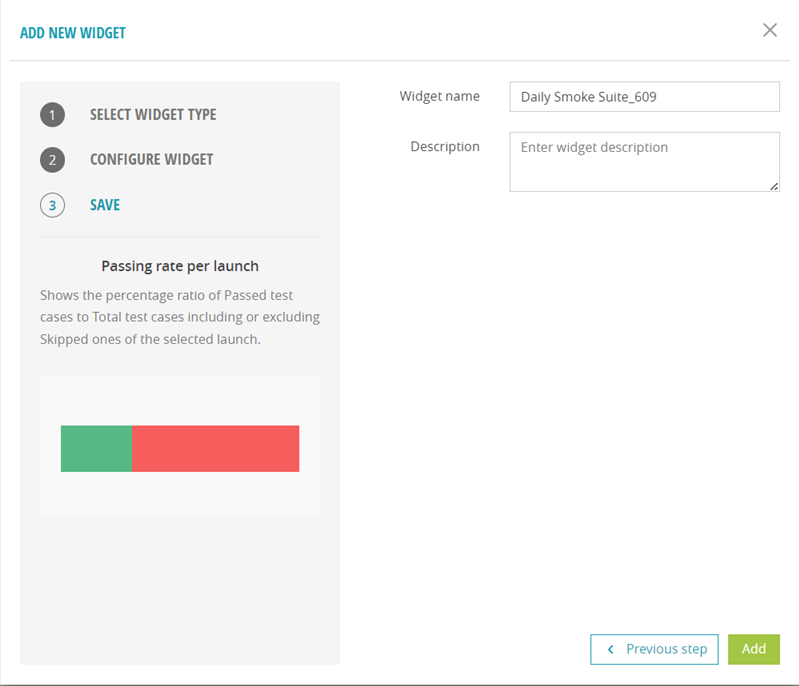 ADD NEW WIDGET
1 SELECT WIDGET TYPE
2 CONFIGURE WIDGET
3 SAVE
Passing rate per launch
Shows the percentage ratio of Passed test
cases to Total test cases including or excluding
Skipped ones of the selected launch.
Widget name Daily Smoke Suite_609
Description Enter widget description
Previous step Add